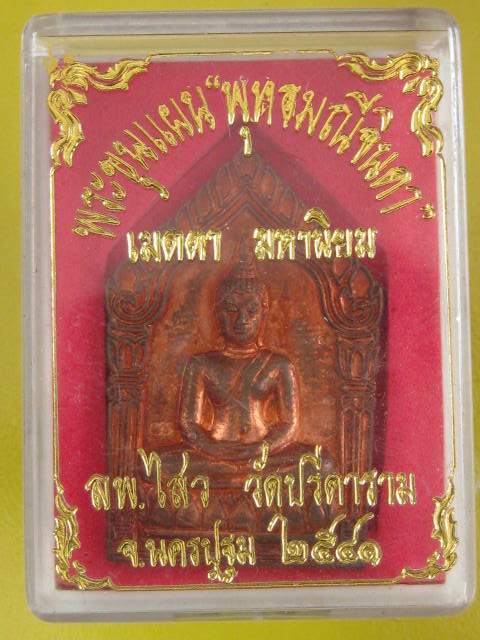 พระขุนแผน "พุทธมณีจินดา"
เมตตา มหานิยม
ลพ.ไสว วัดปรีดาราม
จ.นครปฐม ๒๕๔๑